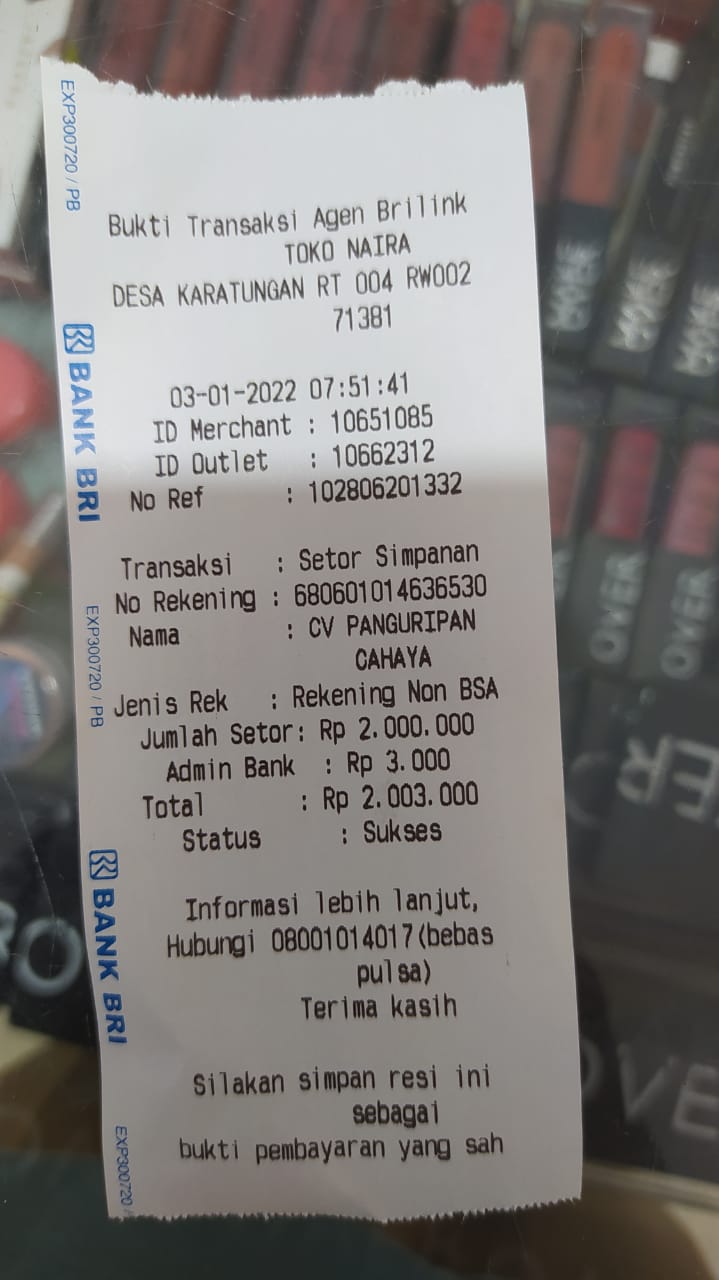 Bukti Transaksi Agen Brilink
TOKO NAIRA
DESA KARATUNGAN RT 004 RW002
71381
03-01-2022 07:51:41
ID Merchant : 10651085
ID Outlet : 10662312
No Ref : 102806201332
Transaksi : Setor Simpanan
No Rekening : 680601014636530
Nama : CV PANGURIPAN
CAHAYA
Jenis Rek : Rekening Non BSA
Jumlah Setor: Rp 2.000.000
Admin Bank : Rp 3.000
Total : Rp 2.003.000
Status : Sukses
Informasi lebih lanjut,
Hubungi 08001014017(bebas
pulsa)
Terima kasih
Silakan simpan resi ini
sebagai
bukti pembayaran yang sah
EXP300720 / PB
BANK BRI
EXP300720 / PB
BANK BRI
EXP300720 /
OVER
OVER